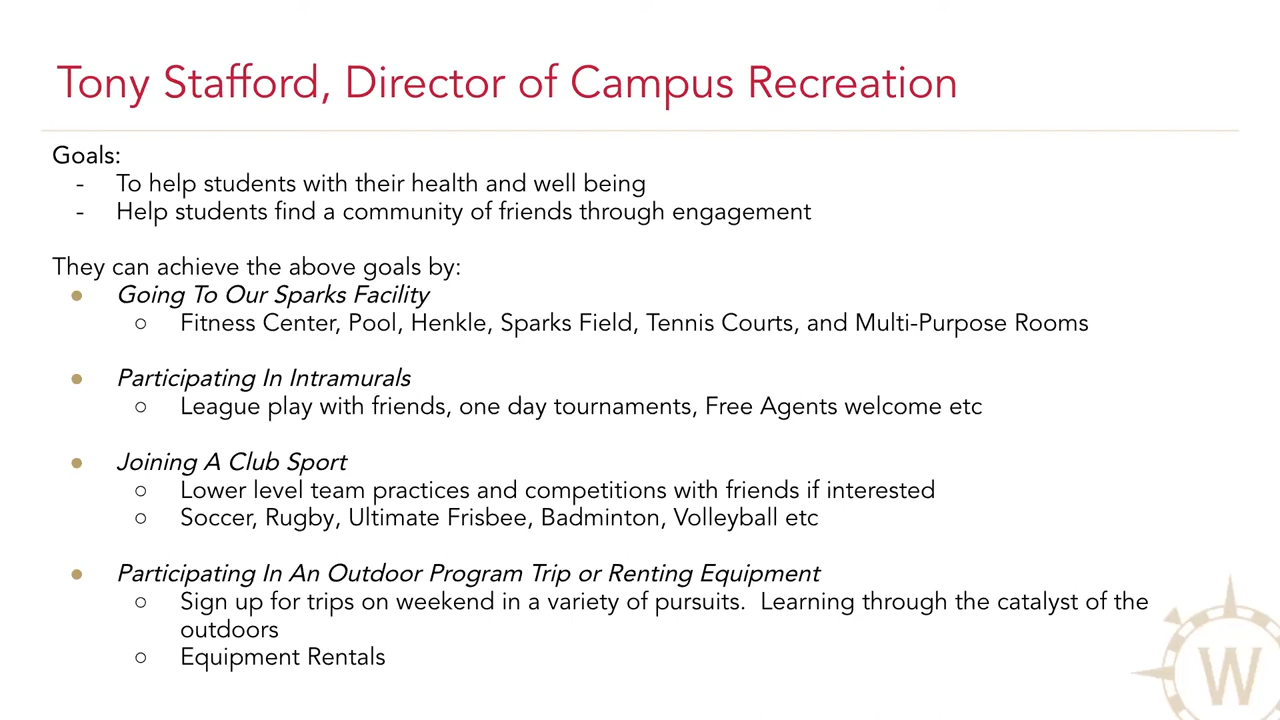 Tony Stafford, Director of Campus Recreation
Goals:
- To help students with their health and well being
- Help students find a community of friends through engagement
They can achieve the above goals by:
● Going To Our Sparks Facility
○ Fitness Center, Pool, Henkle, Sparks Field, Tennis Courts, and Multi-Purpose Rooms
● Participating In Intramurals
○ League play with friends, one day tournaments, Free Agents welcome etc
● Joining A Club Sport
○ Lower level team practices and competitions with friends if interested
○ Soccer, Rugby, Ultimate Frisbee, Badminton, Volleyball etc
● Participating In An Outdoor Program Trip or Renting Equipment
○ Sign up for trips on weekend in a variety of pursuits.  Learning through the catalyst of the
outdoors
○ Equipment Rentals
W